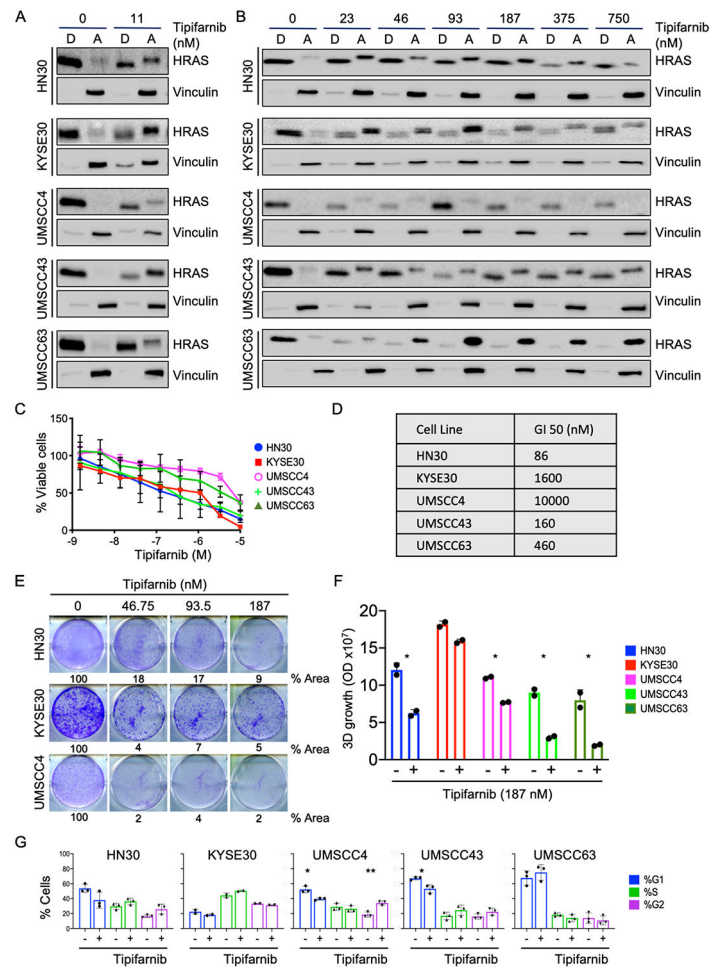 A
0 11 Tipifarnib
(nM)
D A D A
HN30
HRAS
Vinculin
KYSE30
HRAS
Vinculin
UMSCC4
HRAS
Vinculin
UMSCC43
HRAS
Vinculin
UMSCC63
HRAS
Vinculin
B
0 23 46 93 187 375 750 Tipifarnib
(nM)
D A D A D A D A D A D A D A
HN30
HRAS
Vinculin
KYSE30
HRAS
Vinculin
UMSCC4
HRAS
Vinculin
UMSCC43
HRAS
Vinculin
UMSCC63
HRAS
Vinculin
C
% Viable cells
150
100
50
0
-9 -8 -7 -6 -5
Tipifarnib (M)
HN30
KYSE30
UMSCC4
UMSCC43
UMSCC63
D
Cell Line GI 50 (nM)
HN30 86
KYSE30 1600
UMSCC4 10000
UMSCC43 160
UMSCC63 460
E
Tipifarnib (nM)
0 46.75 93.5 187
HN30
100 18 17 9 % Area
KYSE30
100 4 7 5 % Area
UMSCC4
100 2 4 2 % Area
F
3D growth (OD x10⁷)
20
15
10
5
0
* * * *
- + - + - + - + - +
Tipifarnib (187 nM)
HN30
KYSE30
UMSCC4
UMSCC43
UMSCC63
G
HN30 KYSE30 UMSCC4 UMSCC43 UMSCC63
% Cells
100
80
60
40
20
0
* ** *
- + - + - + - + - + - + - + - + - + - + - + - + - + - + - +
Tipifarnib Tipifarnib Tipifarnib Tipifarnib Tipifarnib
%G1
%S
%G2